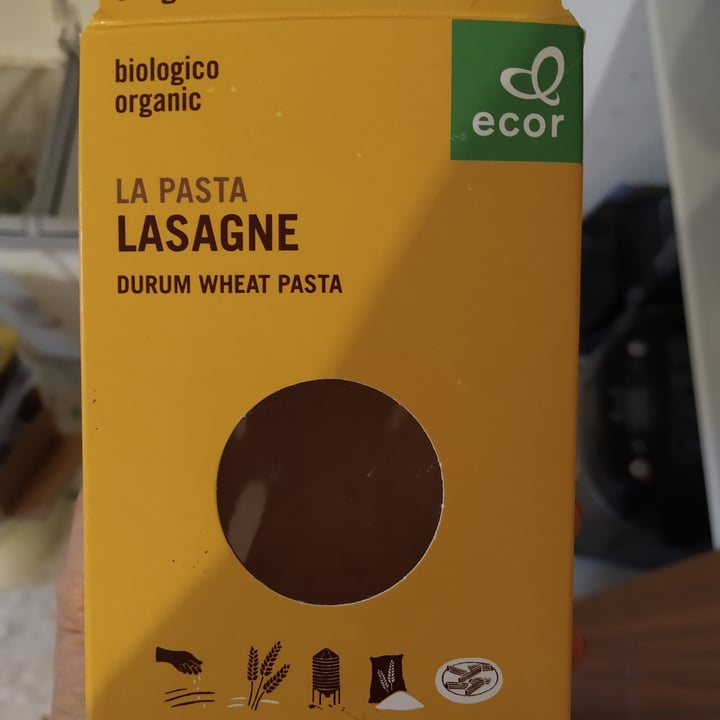 biologico
organic
ecor
LA PASTA
LASAGNE
DURUM WHEAT PASTA